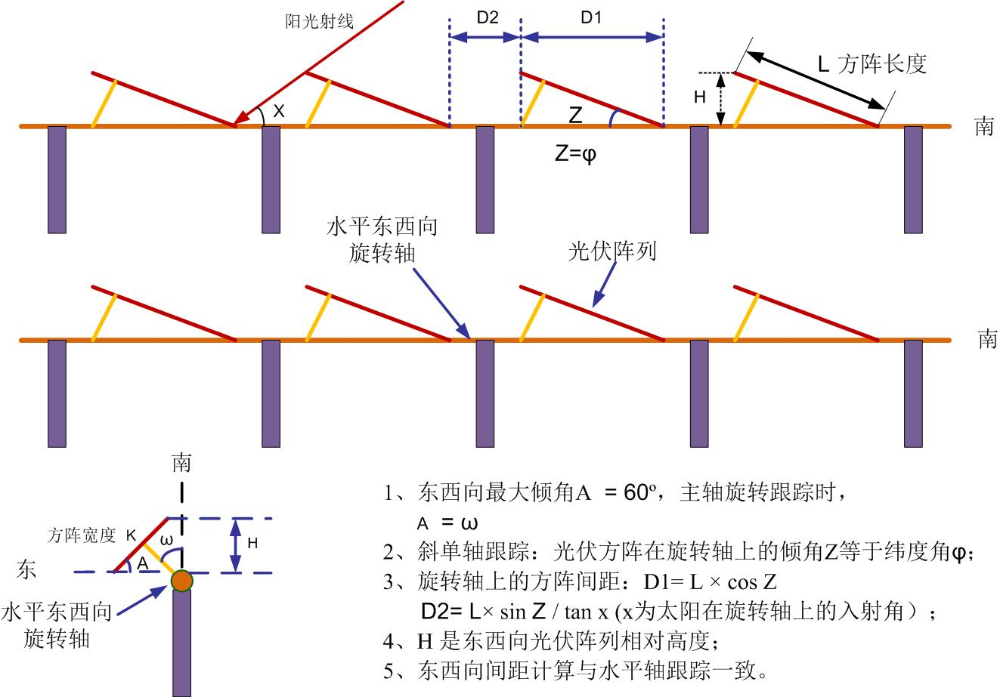 阳光射线
D2
D1
L 方阵长度
H
X
Z
南
Z=φ
水平东西向
旋转轴
光伏阵列
南
南
方阵宽度 K
ω
H
A
东
水平东西向
旋转轴
1、东西向最大倾角A = 60º，主轴旋转跟踪时，
A = ω
2、斜单轴跟踪：光伏方阵在旋转轴上的倾角Z等于纬度角φ；
3、旋转轴上的方阵间距：D1= L × cos Z
D2= L× sin Z / tan x (x为太阳在旋转轴上的入射角）；
4、H 是东西向光伏阵列相对高度；
5、东西向间距计算与水平轴跟踪一致。